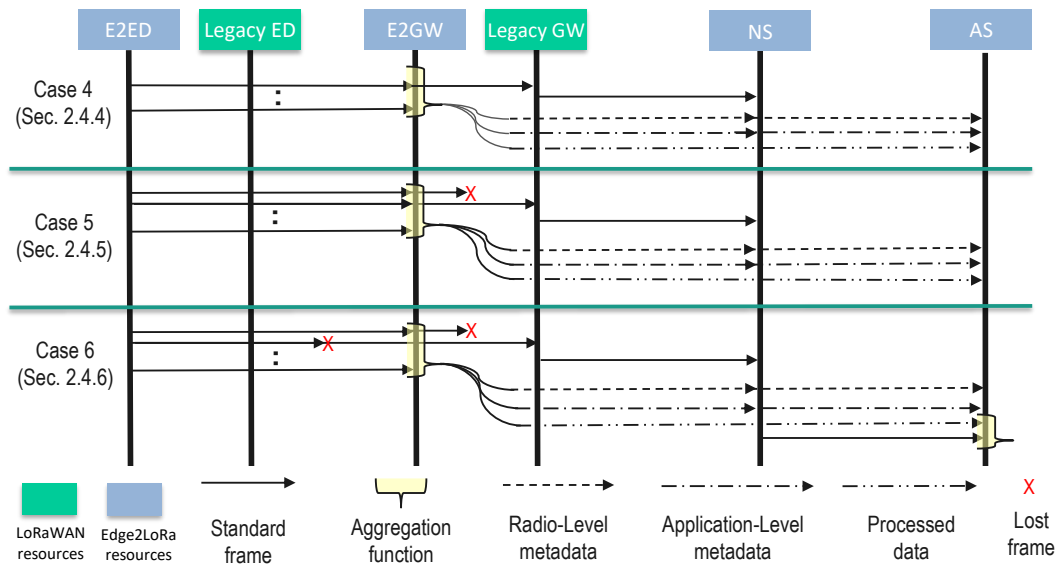 E2ED Legacy ED E2GW Legacy GW NS AS
Case 4
(Sec. 2.4.4)
:
X
Case 5
(Sec. 2.4.5)
:
X
Case 6
X
(Sec. 2.4.6)
:
LoRaWAN
resources
Edge2LoRa
resources
Standard
frame
Aggregation
function
Radio-Level
metadata
Application-Level
metadata
Processed
data
X
Lost
frame